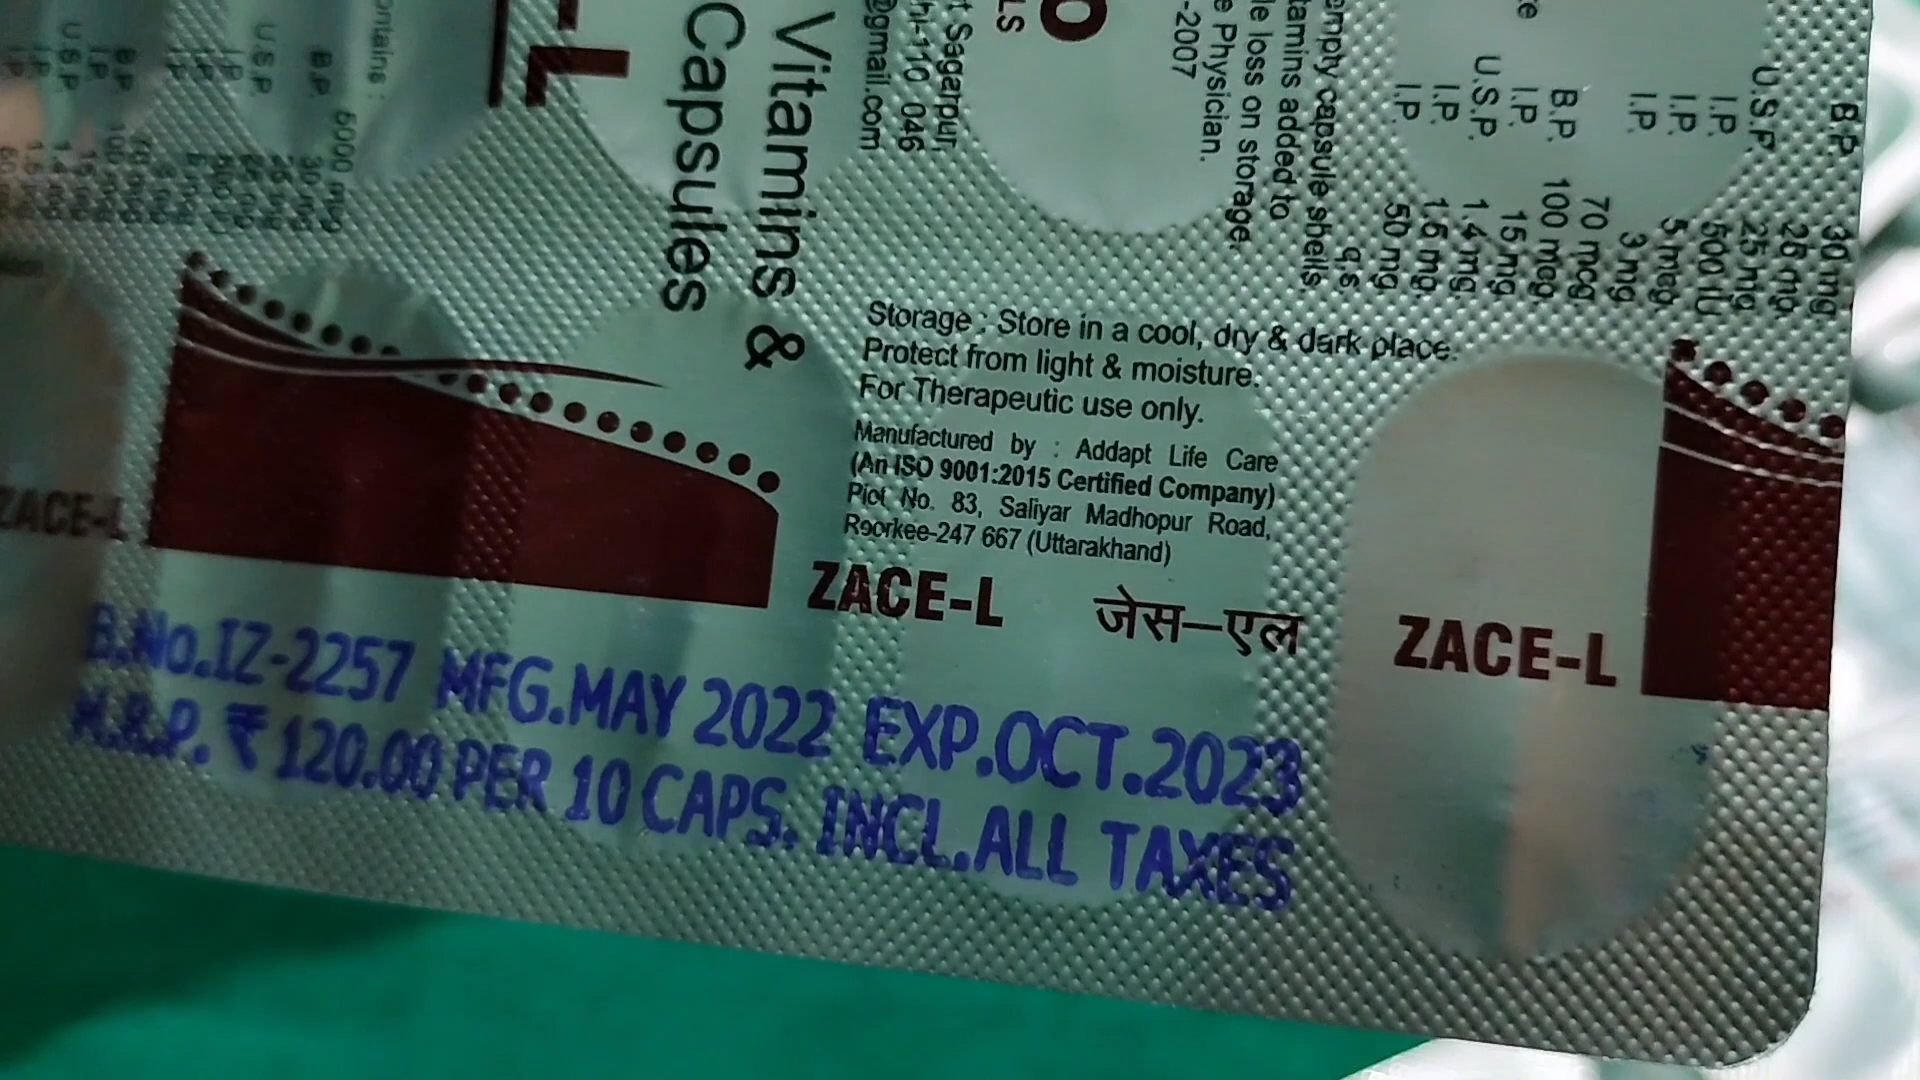 Vitamins &
Capsules
@gmail.com
110 046
Sagarpur
LS
-2007
e Physician.
le loss on storage.
tamins added to
empty capsule shells.
q.s.
B.P. 30 mg
U.S.P. 25 mg
I.P. 500 IU
I.P. 5 mcg
I.P. 3 mg
70 mcg
B.P. 100 mcg
I.P. 15 mg
U.S.P. 1.4 mg.
I.P. 1.5 mg.
I.P. 50 mg
Storage : Store in a cool, dry & dark place.
Protect from light & moisture.
For Therapeutic use only.
Manufactured by : Addapt Life Care
(An ISO 9001:2015 Certified Company)
Plot No. 83, Saliyar Madhopur Road,
Roorkee-247 667 (Uttarakhand)
ZACE-L जेस–एल ZACE-L
ZACE-L
B.No.IZ-2257 MFG.MAY 2022 EXP.OCT.2023
M.R.P. ₹ 120.00 PER 10 CAPS. INCL.ALL TAXES